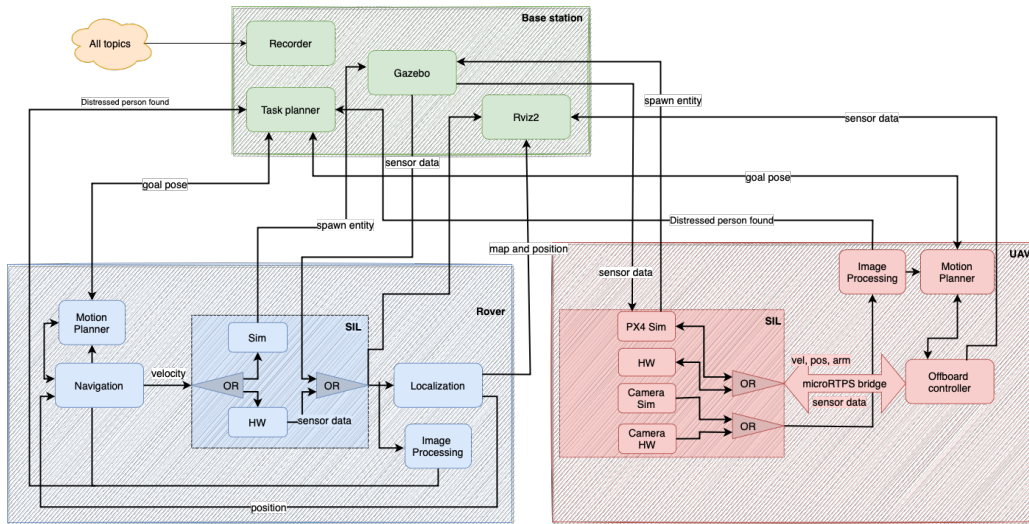 Base station
All topics
Recorder
Gazebo
Distressed person found
Task planner
Rviz2
spawn entity
sensor data
sensor data
goal pose
goal pose
spawn entity
Distressed person found
map and position
sensor data
UAV
Image
Processing
Motion
Planner
Rover
Motion
Planner
SIL
Sim
velocity
OR
OR
Navigation
Localization
HW
sensor data
Image
Processing
position
SIL
PX4 Sim
HW
OR
Camera
Sim
OR
Camera
HW
vel, pos, arm
microRTPS bridge
sensor data
Offboard
controller